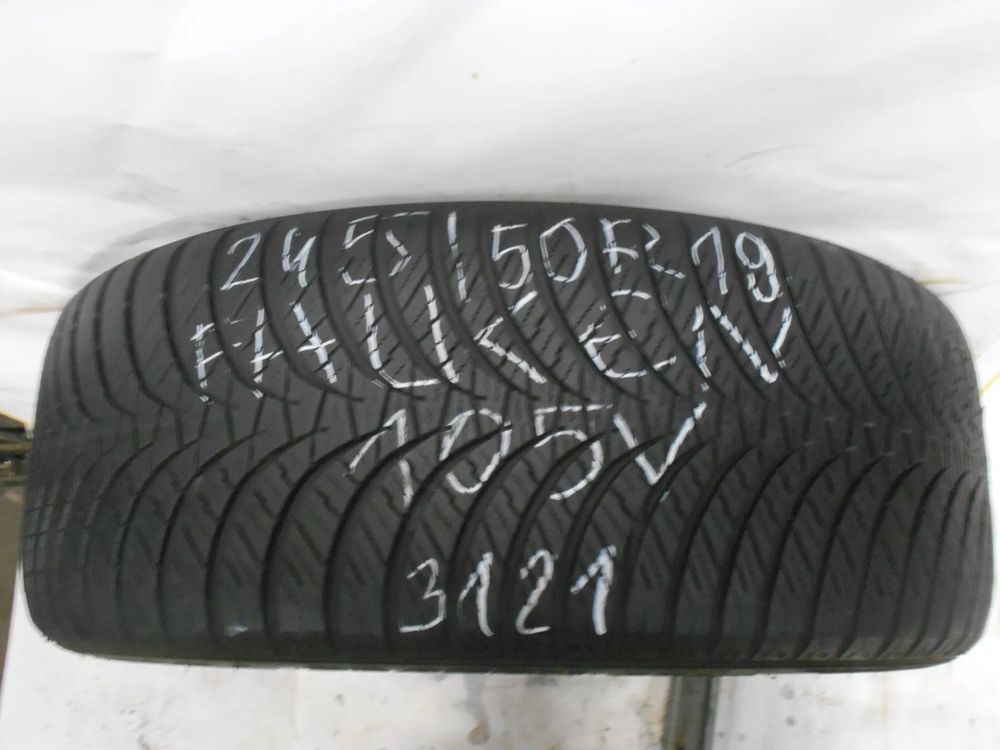 245/50R19
FALKEN
105V
3121